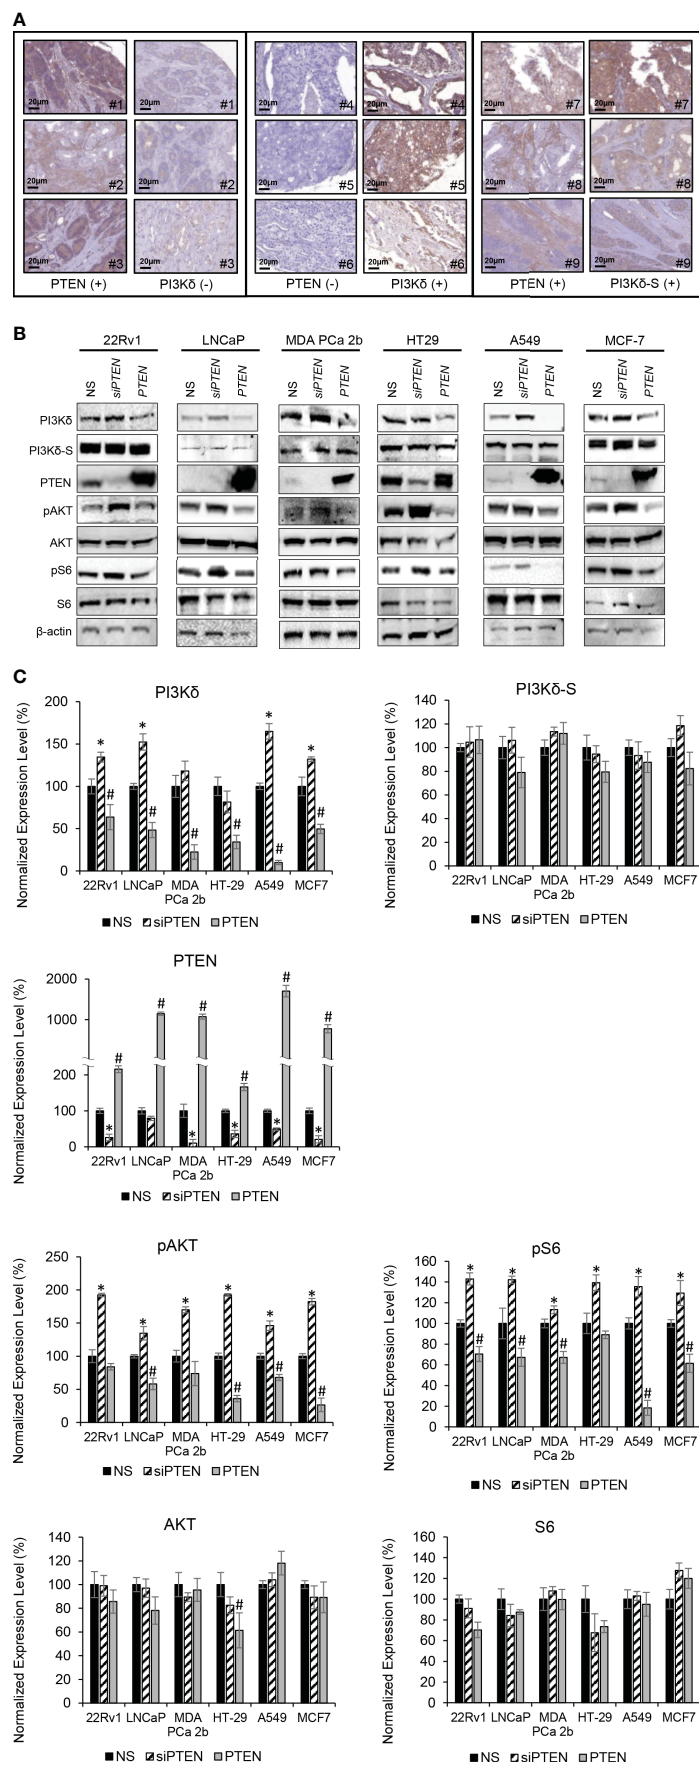 A
20µm #1 20µm #1 20µm #4 20µm #4 20µm #7 20µm #7
20µm #2 20µm #2 20µm #5 20µm #5 20µm #8 20µm #8
20µm #3 20µm #3 20µm #6 20µm #6 20µm #9 20µm #9
PTEN (+) PI3Kδ (-) PTEN (-) PI3Kδ (+) PTEN (+) PI3Kδ-S (+)
B
22Rv1 LNCaP MDA PCa 2b HT29 A549 MCF-7
NS siPTEN PTEN NS siPTEN PTEN NS siPTEN PTEN NS siPTEN PTEN NS siPTEN PTEN NS siPTEN PTEN
PI3Kδ
PI3Kδ-S
PTEN
pAKT
AKT
pS6
S6
β-actin
C
PI3Kδ
Normalized Expression Level (%)
200
150
100
50
0
* # * # # # * # * #
22Rv1 LNCaP MDA HT-29 A549 MCF7
PCa 2b
NS siPTEN PTEN
PI3Kδ-S
Normalized Expression Level (%)
140
120
100
80
60
40
20
0
22Rv1 LNCaP MDA HT-29 A549 MCF7
PCa 2b
NS siPTEN PTEN
PTEN
Normalized Expression Level (%)
2000
1000
200
100
0
* # # * # * # * # * #
22Rv1 LNCaP MDA HT-29 A549 MCF7
PCa 2b
NS siPTEN PTEN
pAKT
Normalized Expression Level (%)
250
200
150
100
50
0
* * # * * # * # * #
22Rv1 LNCaP MDA HT-29 A549 MCF7
PCa 2b
NS siPTEN PTEN
pS6
Normalized Expression Level (%)
160
140
120
100
80
60
40
20
0
* # * # * # * * # * #
22Rv1 LNCaP MDA HT-29 A549 MCF7
PCa 2b
NS siPTEN PTEN
AKT
Normalized Expression Level (%)
140
120
100
80
60
40
20
0
#
22Rv1 LNCaP MDA HT-29 A549 MCF7
PCa 2b
NS siPTEN PTEN
S6
Normalized Expression Level (%)
160
140
120
100
80
60
40
20
0
22Rv1 LNCaP MDA HT-29 A549 MCF7
PCa 2b
NS siPTEN PTEN